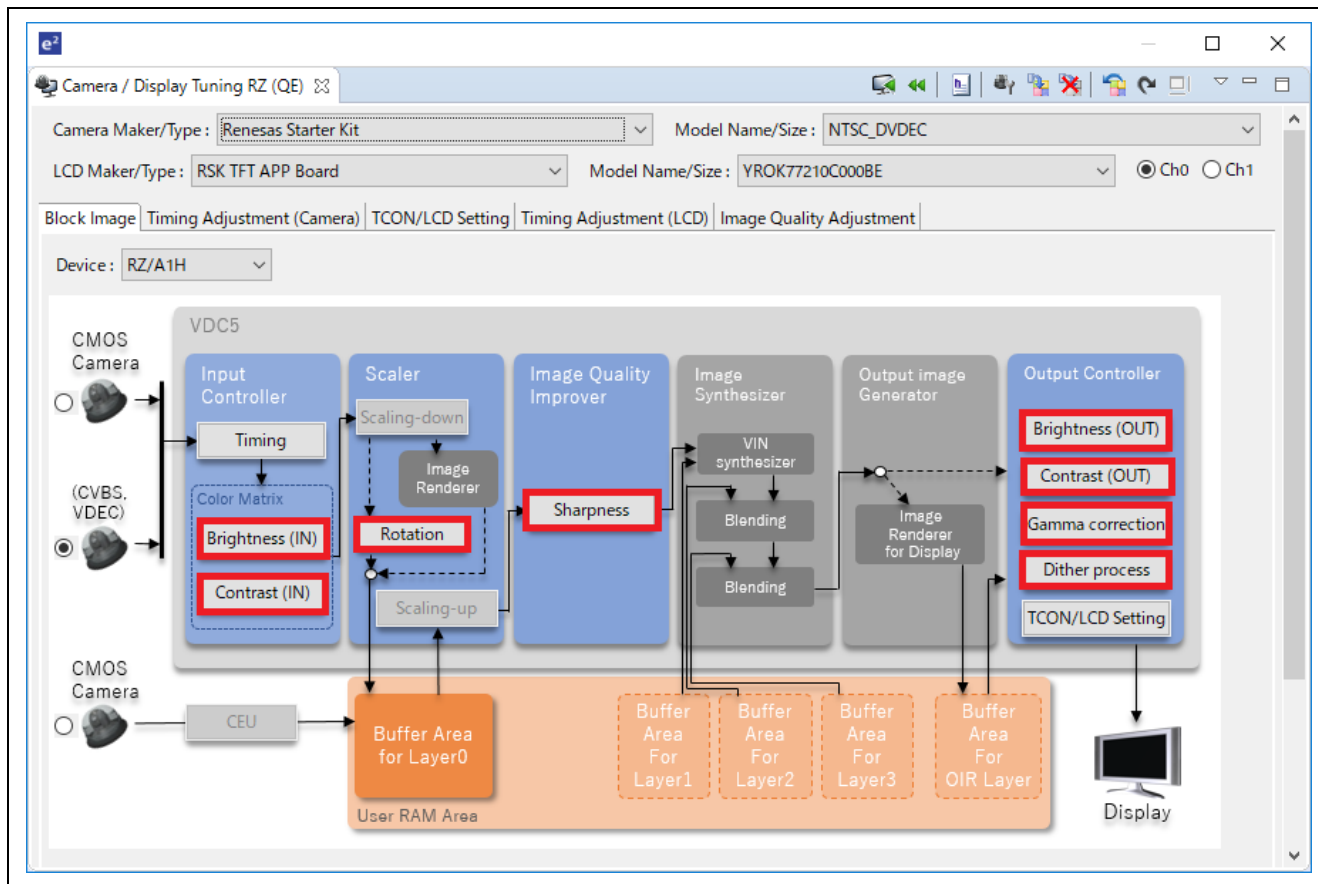 e²
Camera / Display Tuning RZ (QE)
Camera Maker/Type : Renesas Starter Kit Model Name/Size : NTSC_DVDEC
LCD Maker/Type : RSK TFT APP Board Model Name/Size : YROK77210C000BE Ch0 Ch1
Block Image Timing Adjustment (Camera) TCON/LCD Setting Timing Adjustment (LCD) Image Quality Adjustment
Device : RZ/A1H
VDC5
CMOS
Camera
(CVBS,
VDEC)
CMOS
Camera
Input
Controller
Timing
Color Matrix
Brightness (IN)
Contrast (IN)
Scaler
Scaling-down
Image
Renderer
Rotation
Scaling-up
Image Quality
Improver
Sharpness
Image
Synthesizer
VIN
synthesizer
Blending
Blending
Output image
Generator
Image
Renderer
for Display
Output Controller
Brightness (OUT)
Contrast (OUT)
Gamma correction
Dither process
TCON/LCD Setting
CEU
Buffer Area
for Layer0
User RAM Area
Buffer
Area
For
Layer1
Buffer
Area
For
Layer2
Buffer
Area
For
Layer3
Buffer
Area
For
OIR Layer
Display